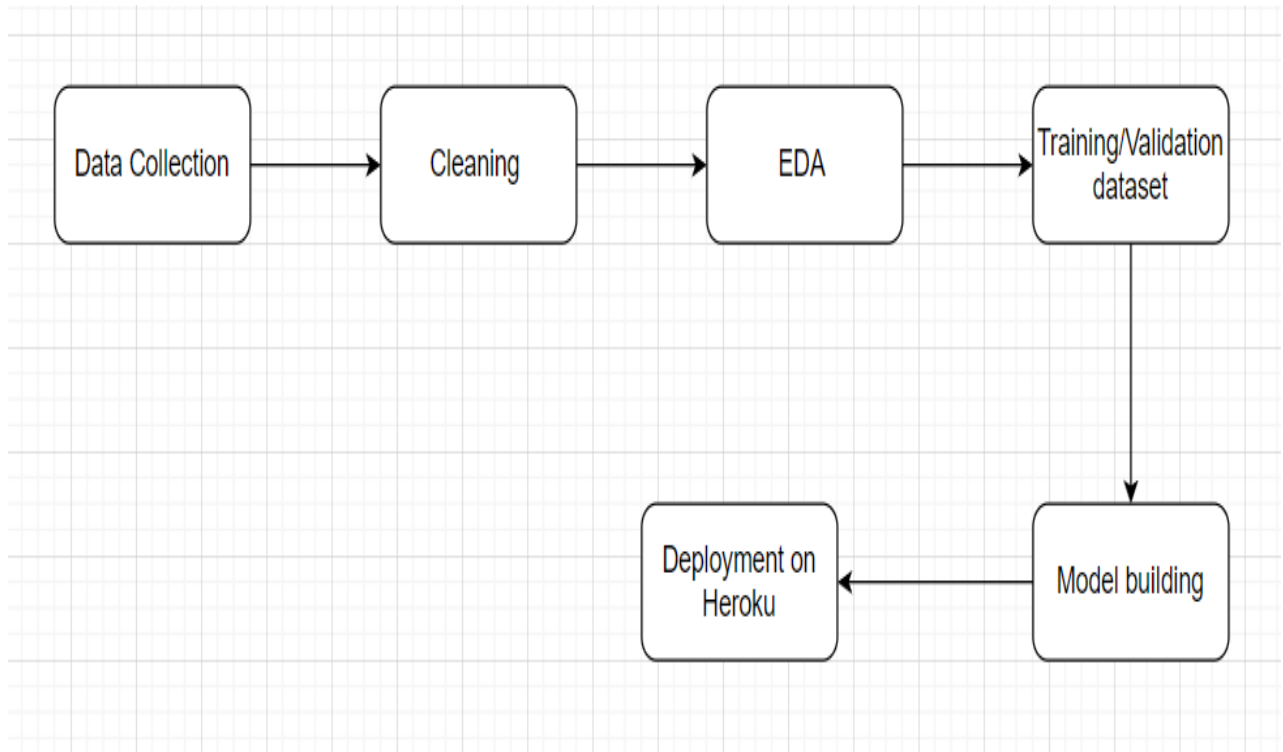 Data Collection
Cleaning
EDA
Training/Validation
dataset
Model building
Deployment on
Heroku